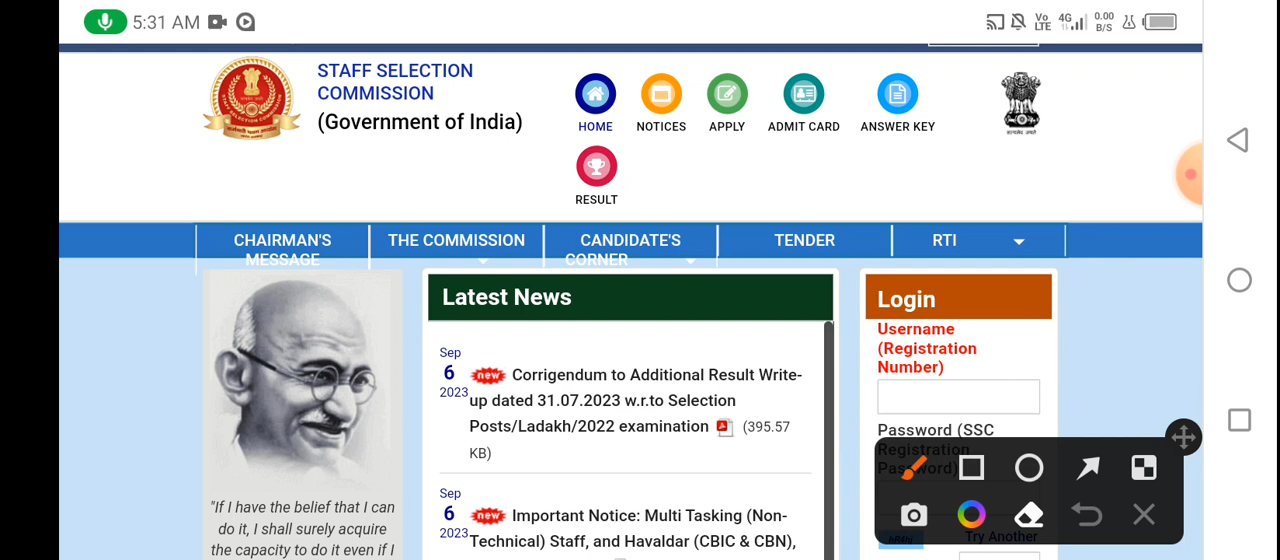 5:31 AM
Vo
LTE
4G
0.00
B/S
STAFF SELECTION
COMMISSION
(Government of India)
HOME
NOTICES
APPLY
ADMIT CARD
ANSWER KEY
RESULT
CHAIRMAN'S
MESSAGE
THE COMMISSION
CANDIDATE'S
CORNER
TENDER
RTI
"If I have the belief that I can
do it, I shall surely acquire
the capacity to do it even if I
Latest News
Sep
6
2023
new Corrigendum to Additional Result Write-
up dated 31.07.2023 w.r.to Selection
Posts/Ladakh/2022 examination (395.57
KB)
Sep
6
2023
new Important Notice: Multi Tasking (Non-
Technical) Staff, and Havaldar (CBIC & CBN),
Login
Username
(Registration
Number)
Password (SSC
Registration
Password)
Try Another